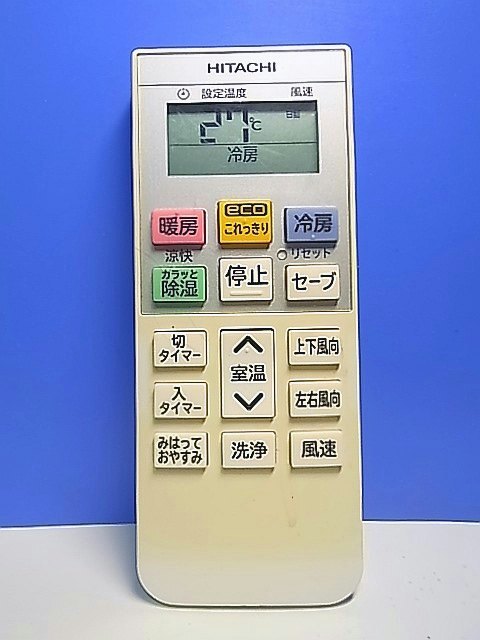 HITACHI
設定温度 風速
27℃ 自動
冷房
暖房 eco これっきり 冷房
涼快 リセット
カラッと除湿 停止 セーブ
切タイマー 室温 上下風向
入タイマー 左右風向
みはっておやすみ 洗浄 風速